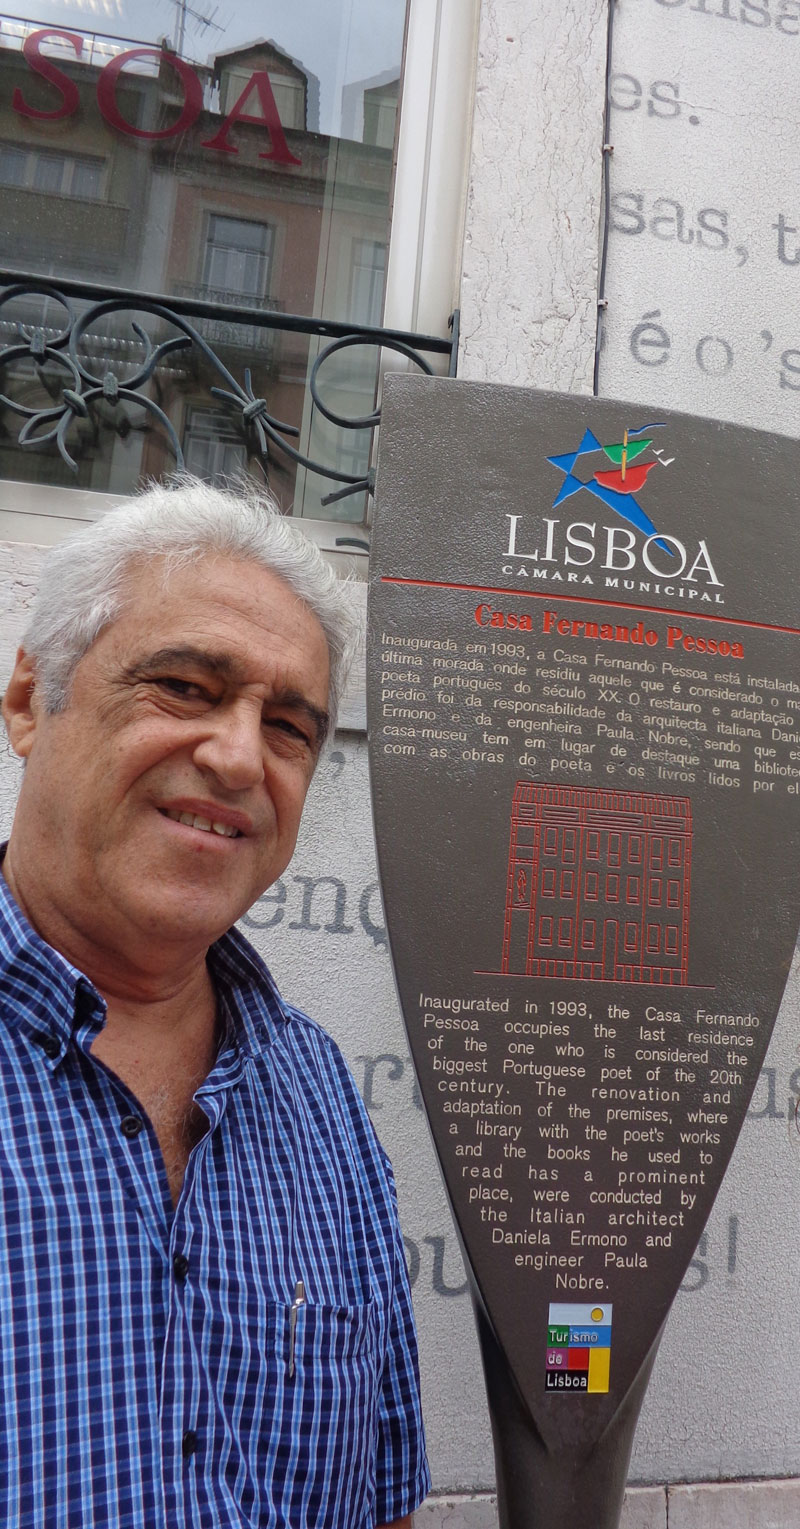 SOA
es.
sas, t
é o's
LISBOA
CÂMARA MUNICIPAL
Casa Fernando Pessoa
Inaugurada em 1993, a Casa Fernando Pessoa está instalada
última morada onde residiu aquele que é considerado o ma
poeta português do século XX. O restauro e adaptação
prédio foi da responsabilidade da arquitecta italiana Dani
Ermono e da engenheira Paula Nobre, sendo que es
casa-museu tem em lugar de destaque uma bibliote
com as obras do poeta e os livros lidos por el
enç
Inaugurated in 1993, the Casa Fernando
Pessoa occupies the last residence
of the one who is considered the
biggest Portuguese poet of the 20th
century. The renovation and
adaptation of the premises, where
a library with the poet's works
and the books he used to
read has a prominent
place, were conducted by
the Italian architect
Daniela Ermono and
engineer Paula
Nobre.
Turismo
de
Lisboa